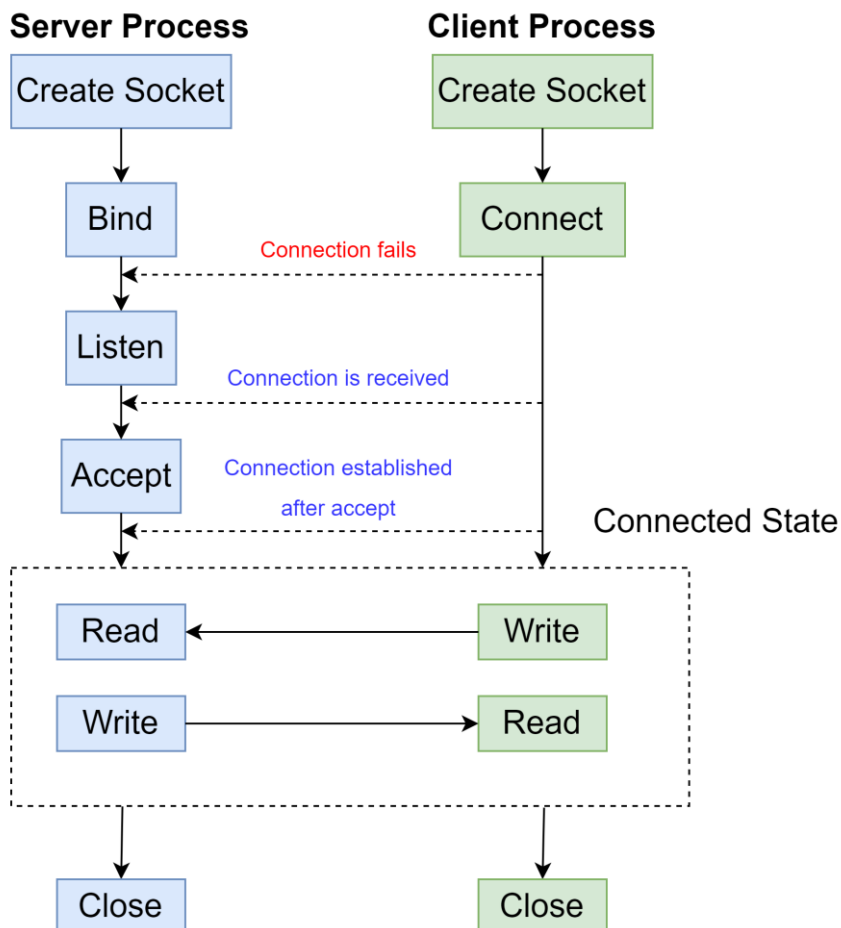 Server Process
Client Process
Create Socket
Create Socket
Bind
Connect
Connection fails
Listen
Connection is received
Accept
Connection established
after accept
Connected State
Read
Write
Write
Read
Close
Close